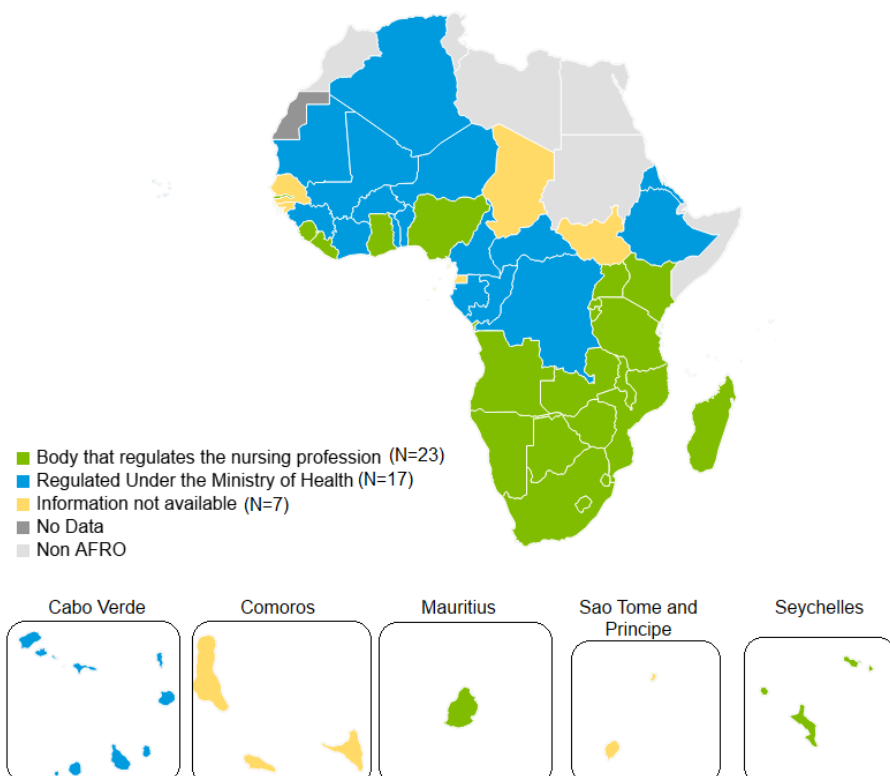 Body that regulates the nursing profession (N=23)
Regulated Under the Ministry of Health (N=17)
Information not available (N=7)
No Data
Non AFRO
Cabo Verde
Comoros
Mauritius
Sao Tome and
Principe
Seychelles